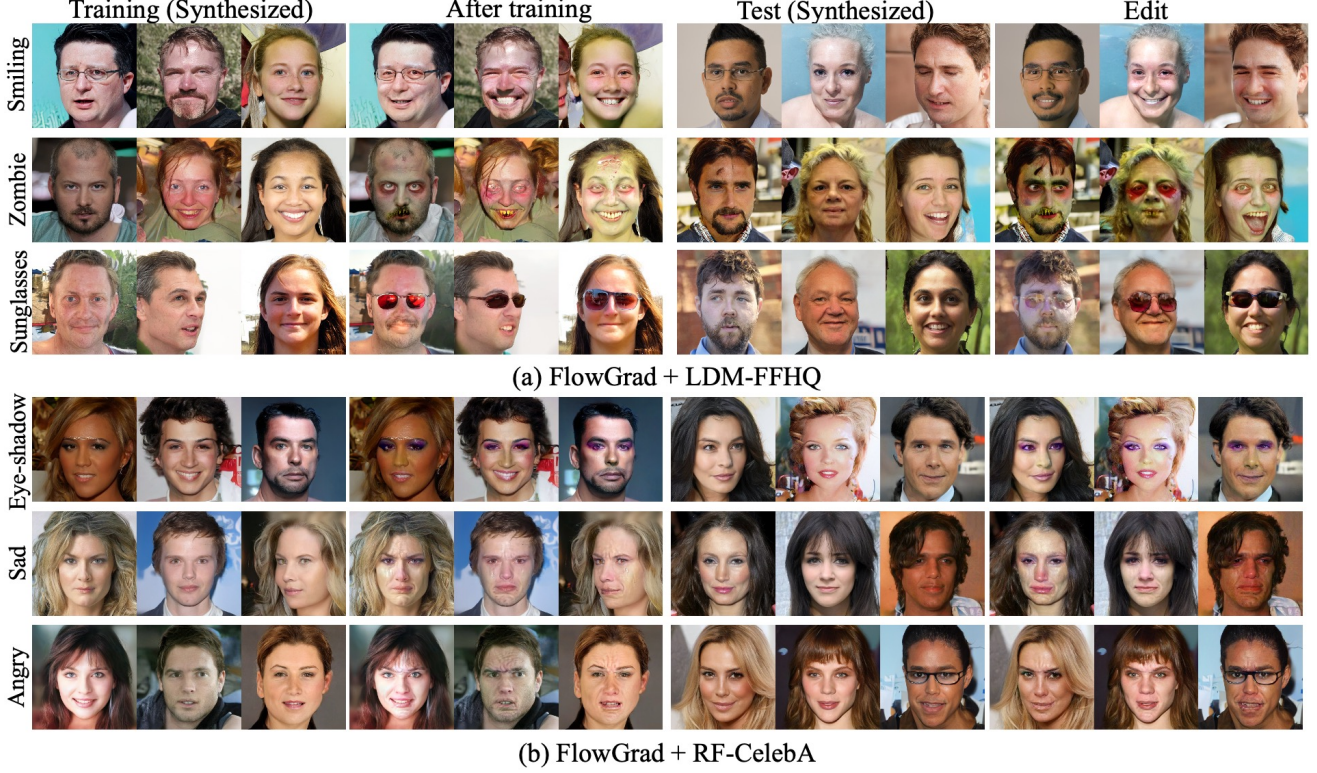 Training (Synthesized) After training Test (Synthesized) Edit
Smiling
Zombie
Sunglasses
(a) FlowGrad + LDM-FFHQ
Eye-shadow
Sad
Angry
(b) FlowGrad + RF-CelebA